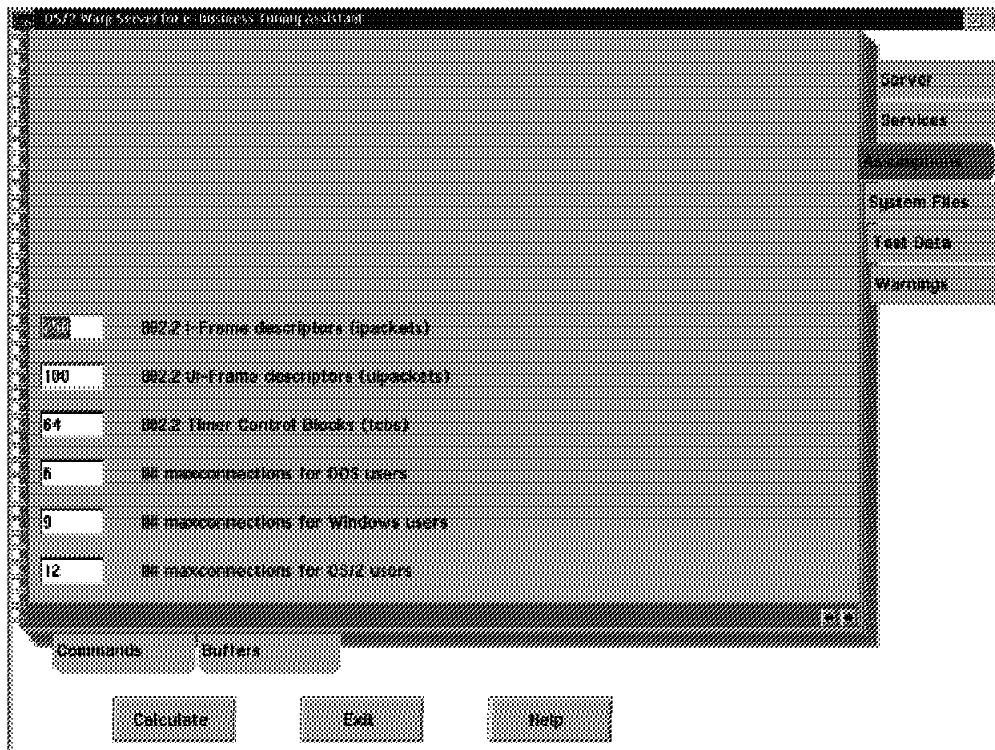 OS/2 Warp Server for e-business Tuning Assistant
Server
Services
Assumptions
System Files
Test Data
Warnings
802.2 I-Frame descriptors (ipackets)
100 802.2 UI-Frame descriptors (uipackets)
64 802.2 Timer Control Blocks (tcbs)
6 maxconnections for DOS users
9 maxconnections for Windows users
12 maxconnections for OS/2 users
Commands Buffers
Calculate Exit Help